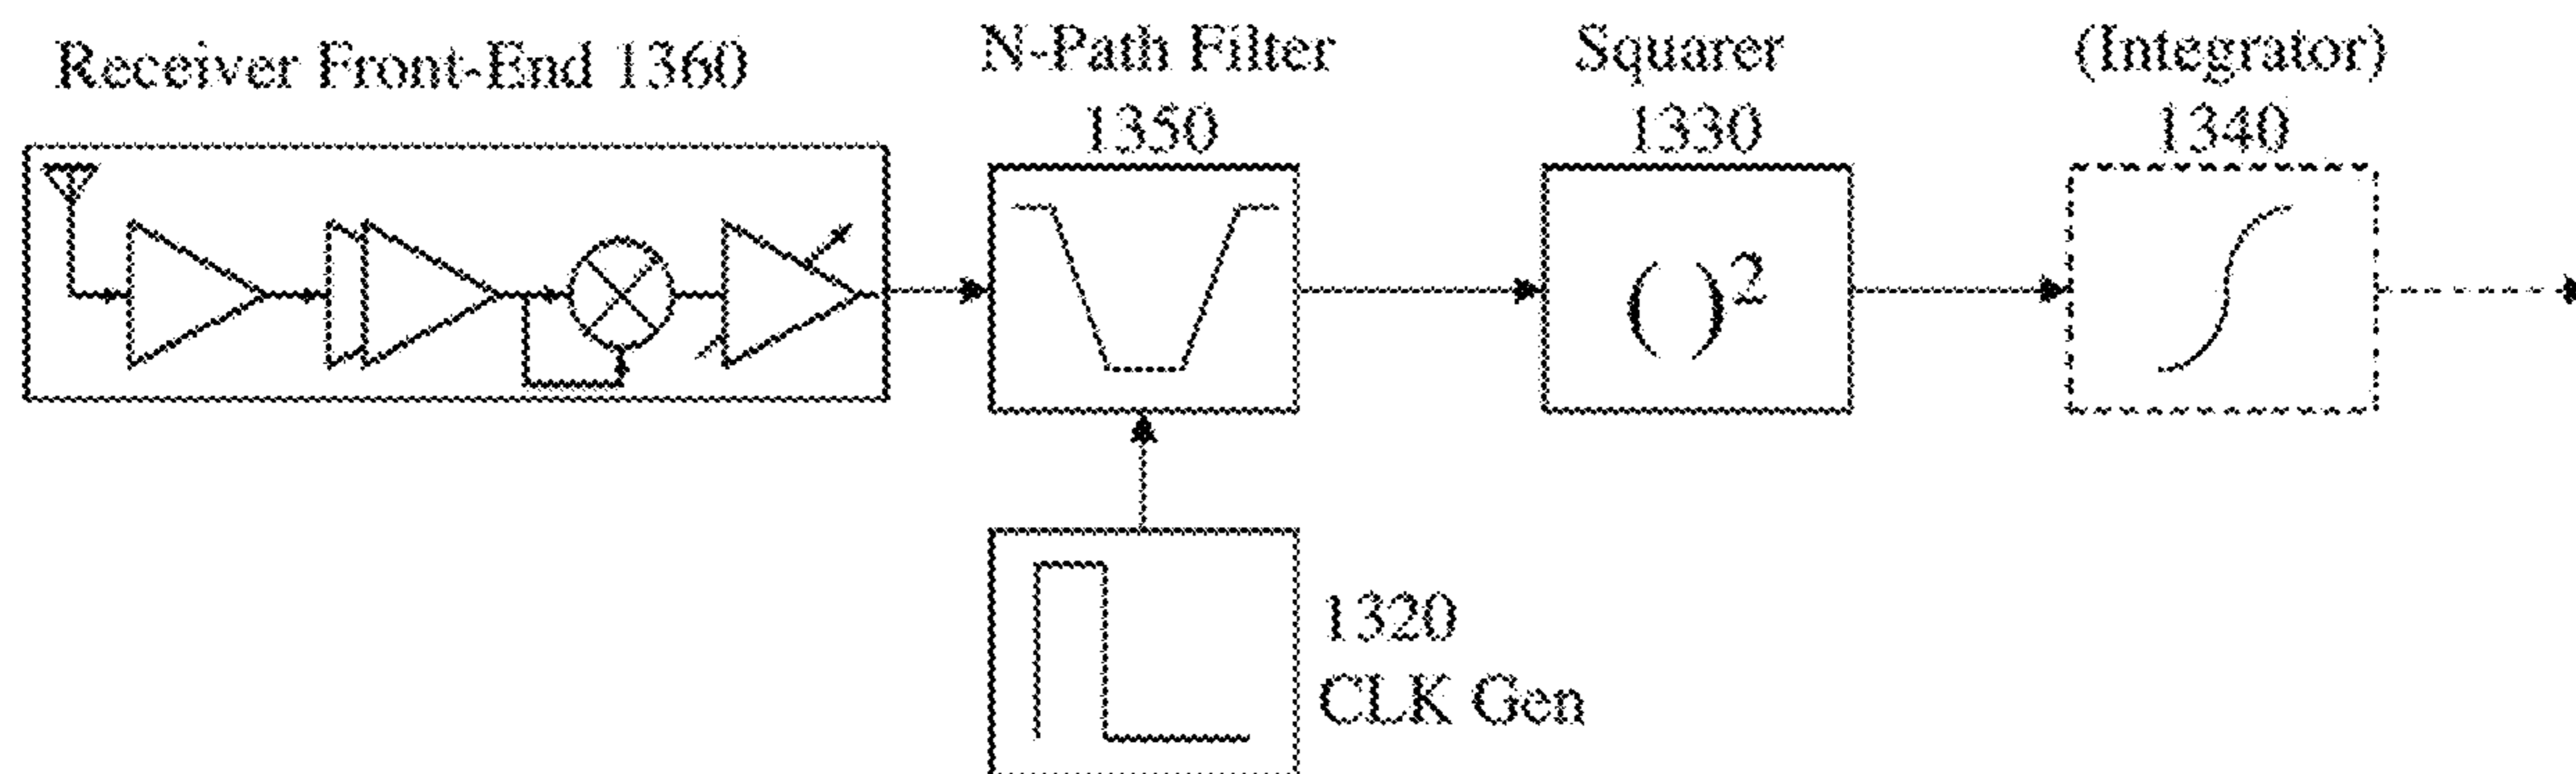 Receiver Front-End 1360
N-Path Filter
1350
Squarer
1330
(Integrator)
1340
( )²
1320
CLK Gen